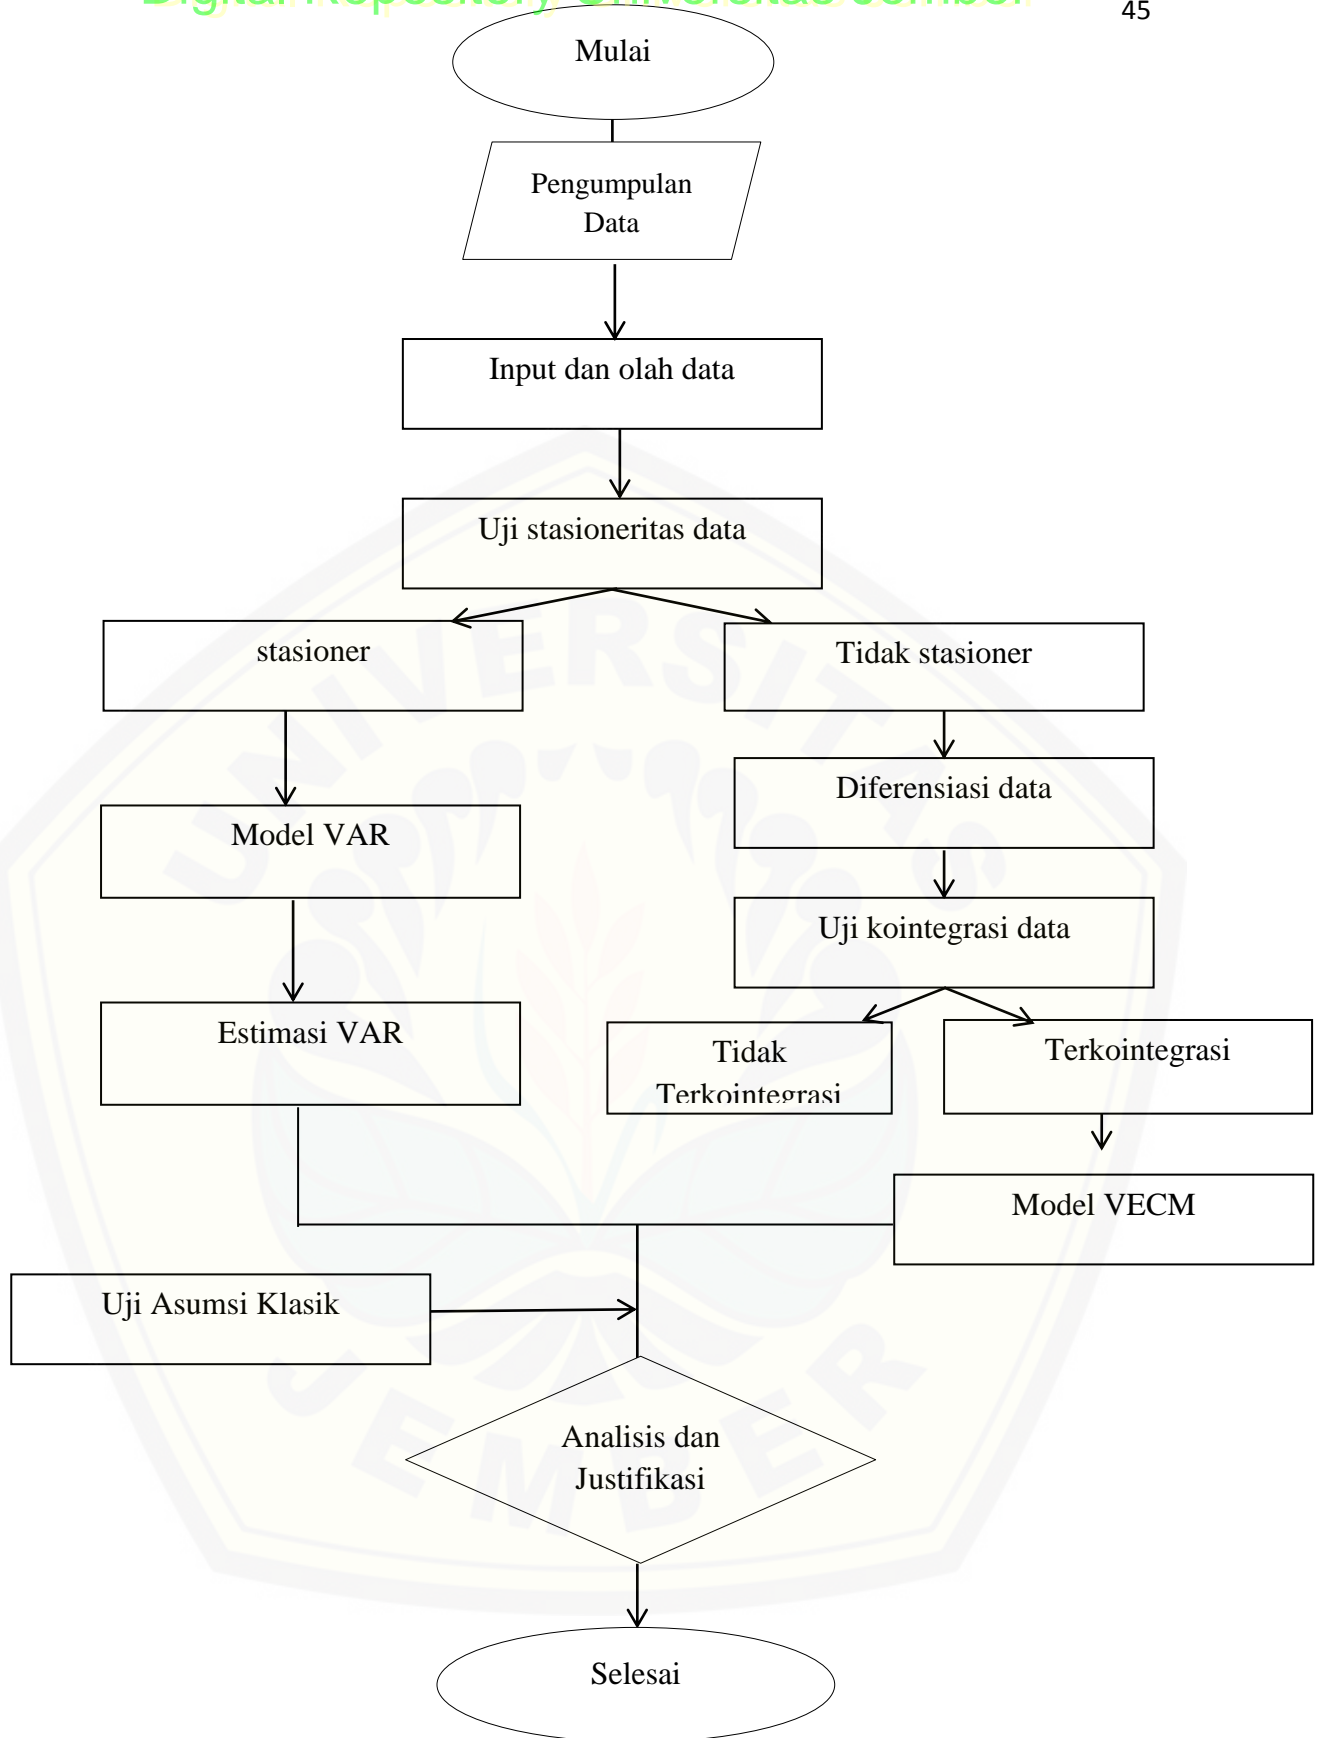 Digital Repository Universitas Jember
45
Mulai
Pengumpulan
Data
Input dan olah data
Uji stasioneritas data
stasioner
Tidak stasioner
Diferensiasi data
Model VAR
Uji kointegrasi data
Estimasi VAR
Tidak
Terkointegrasi
Terkointegrasi
Model VECM
Uji Asumsi Klasik
Analisis dan
Justifikasi
Selesai
UNIVERSITAS
JEMBER